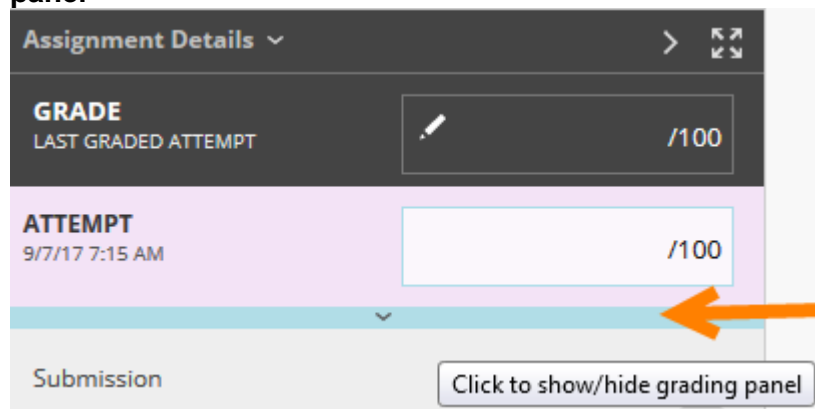 panel
Assignment Details
GRADE
LAST GRADED ATTEMPT
/100
ATTEMPT
9/7/17 7:15 AM
/100
Submission
Click to show/hide grading panel